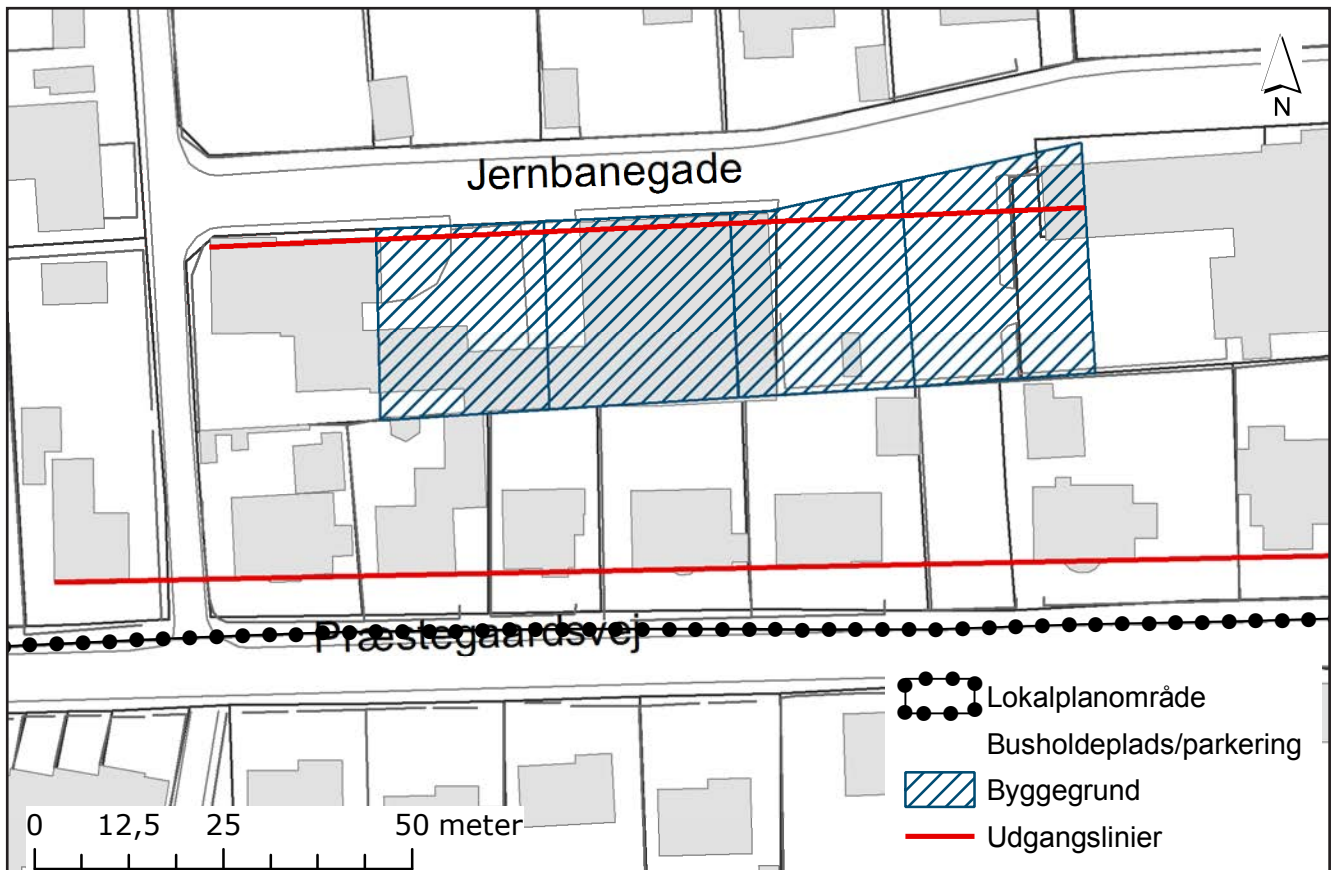 N
Jernbanegade
Præstegaardsvej
Lokalplanområde
Busholdeplads/parkering
Byggegrund
Udgangslinier
0 12,5 25 50 meter